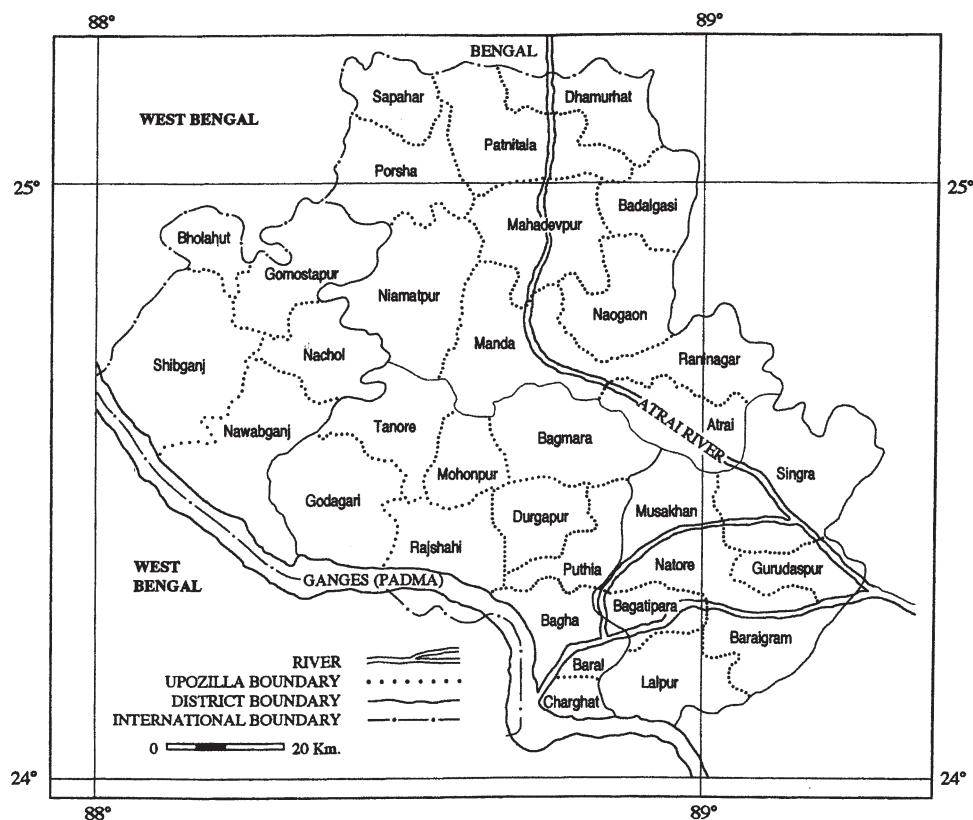 88°
89°
BENGAL
Sapahar
Dhamurhat
WEST BENGAL
Patnitala
Porsha
25°
25°
Badalgasi
Mahadevpur
Bholahut
Gomostapur
Niamatpur
Naogaon
Manda
Nachol
Raninagar
Shibganj
ATRAI RIVER
Atrai
Nawabganj
Tanore
Bagmara
Mohonpur
Singra
Godagari
Musakhan
Durgapur
Rajshahi
WEST
BENGAL
Puthia
Natore
Gurudaspur
GANGES (PADMA)
Bagatipara
Bagha
Baraigram
RIVER
Baral
UPOZILLA BOUNDARY
Lalpur
DISTRICT BOUNDARY
Charghat
INTERNATIONAL BOUNDARY
0 20 Km.
24°
24°
88°
89°